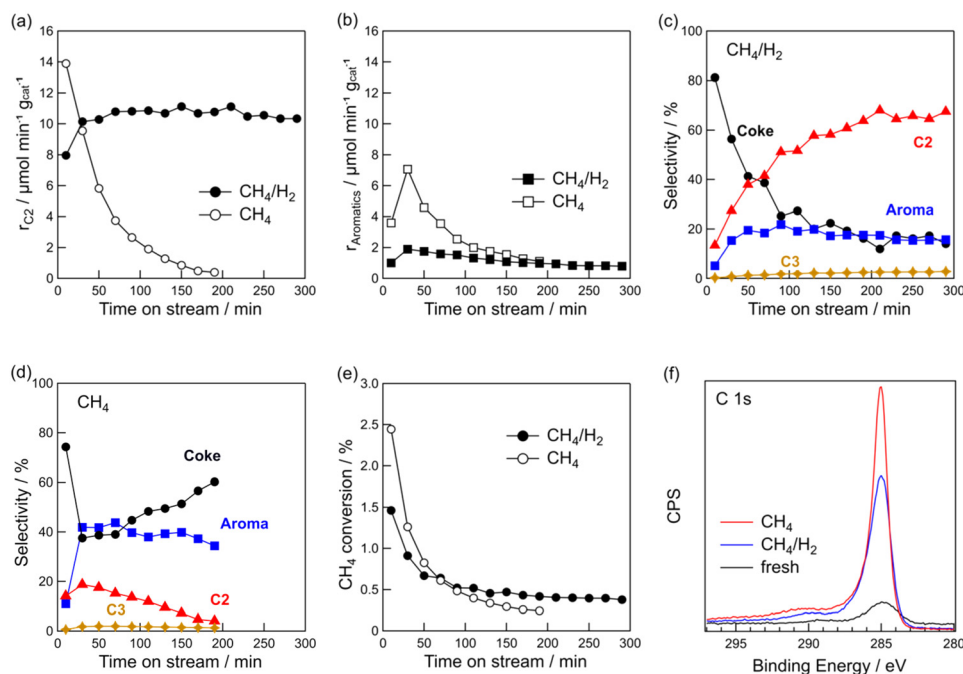 (a)
16
14
12
10
8
6
4
2
0
r_C2 / μmol min⁻¹ g_cat⁻¹
CH₄/H₂
CH₄
0 50 100 150 200 250 300
Time on stream / min
(b)
16
14
12
10
8
6
4
2
0
r_Aromatics / μmol min⁻¹ g_cat⁻¹
CH₄/H₂
CH₄
0 50 100 150 200 250 300
Time on stream / min
(c)
100
80
60
40
20
0
Selectivity / %
CH₄/H₂
Coke
C2
Aroma
C3
0 50 100 150 200 250 300
Time on stream / min
(d)
100
80
60
40
20
0
Selectivity / %
CH₄
Coke
Aroma
C2
C3
0 50 100 150 200 250 300
Time on stream / min
(e)
3.0
2.5
2.0
1.5
1.0
0.5
0
CH₄ conversion / %
CH₄/H₂
CH₄
0 50 100 150 200 250 300
Time on stream / min
(f)
C 1s
CPS
CH₄
CH₄/H₂
fresh
295 290 285 280
Binding Energy / eV